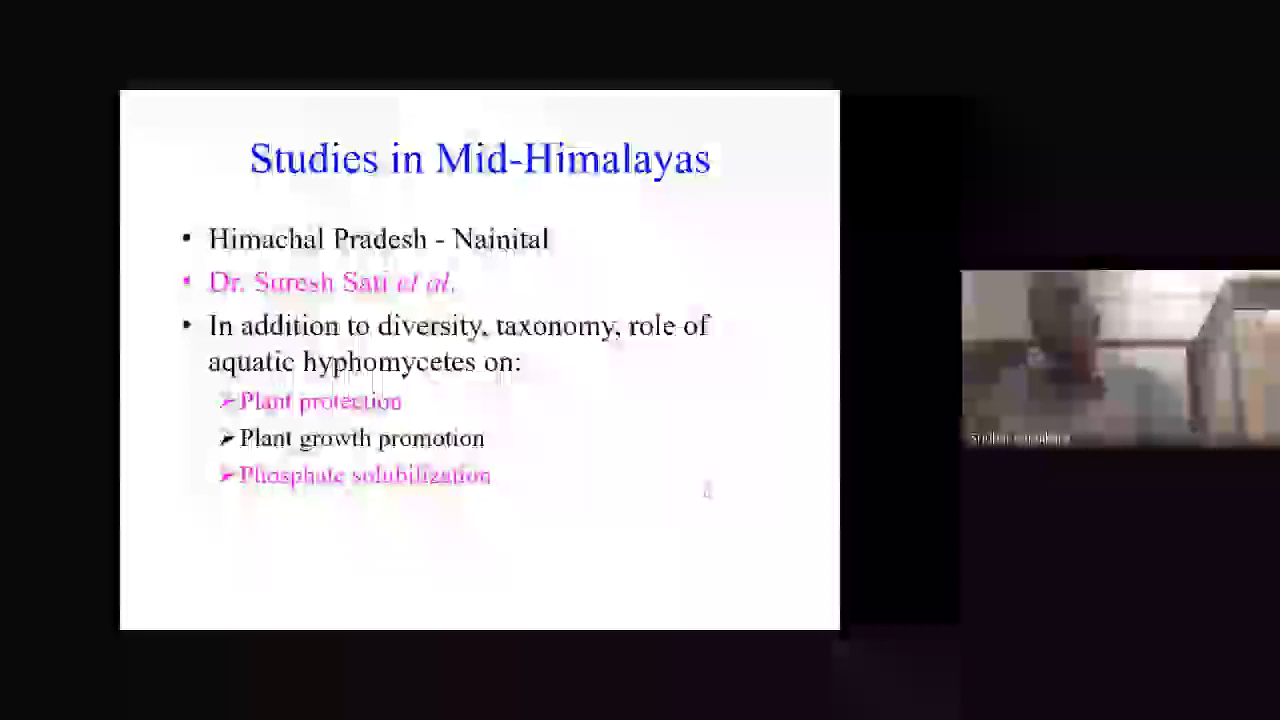 Studies in Mid-Himalayas
• Himachal Pradesh - Nainital
• Dr. Suresh Sati et al.
• In addition to diversity, taxonomy, role of
aquatic hyphomycetes on:
➢Plant protection
➢Plant growth promotion
➢Phosphate solubilization